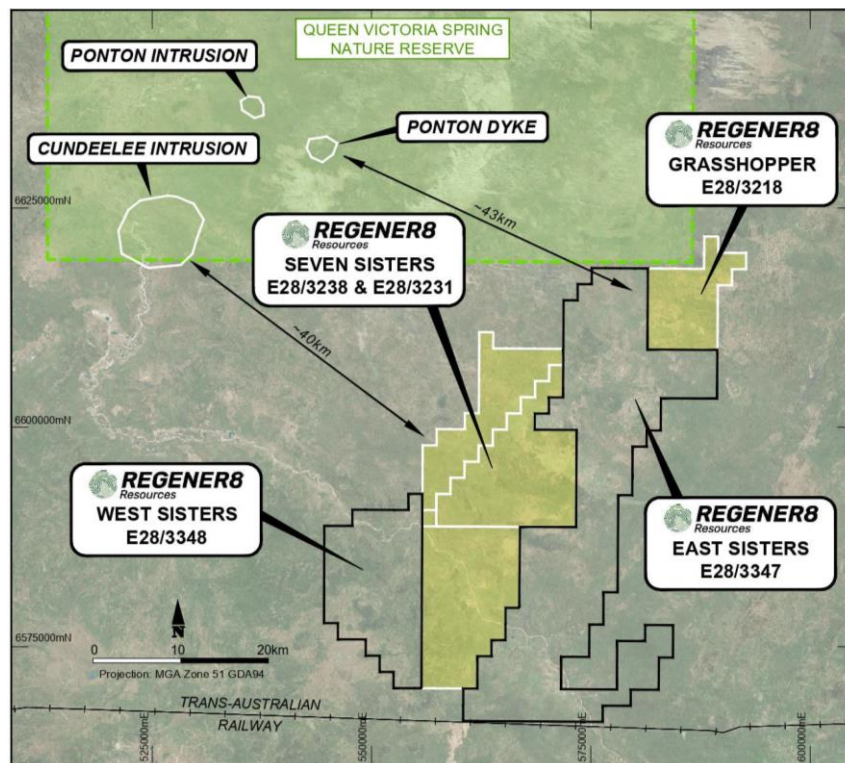 QUEEN VICTORIA SPRING
NATURE RESERVE
PONTON INTRUSION
PONTON DYKE
CUNDEELEE INTRUSION
REGENER8
Resources
GRASSHOPPER
E28/3218
6625000mN
~43km
REGENER8
Resources
SEVEN SISTERS
E28/3238 & E28/3231
~40km
6600000mN
REGENER8
Resources
WEST SISTERS
E28/3348
REGENER8
Resources
EAST SISTERS
E28/3347
N
6575000mN
0 10 20km
Projection: MGA Zone 51 GDA94
TRANS-AUSTRALIAN
RAILWAY
525000mE
550000mE
575000mE
600000mE